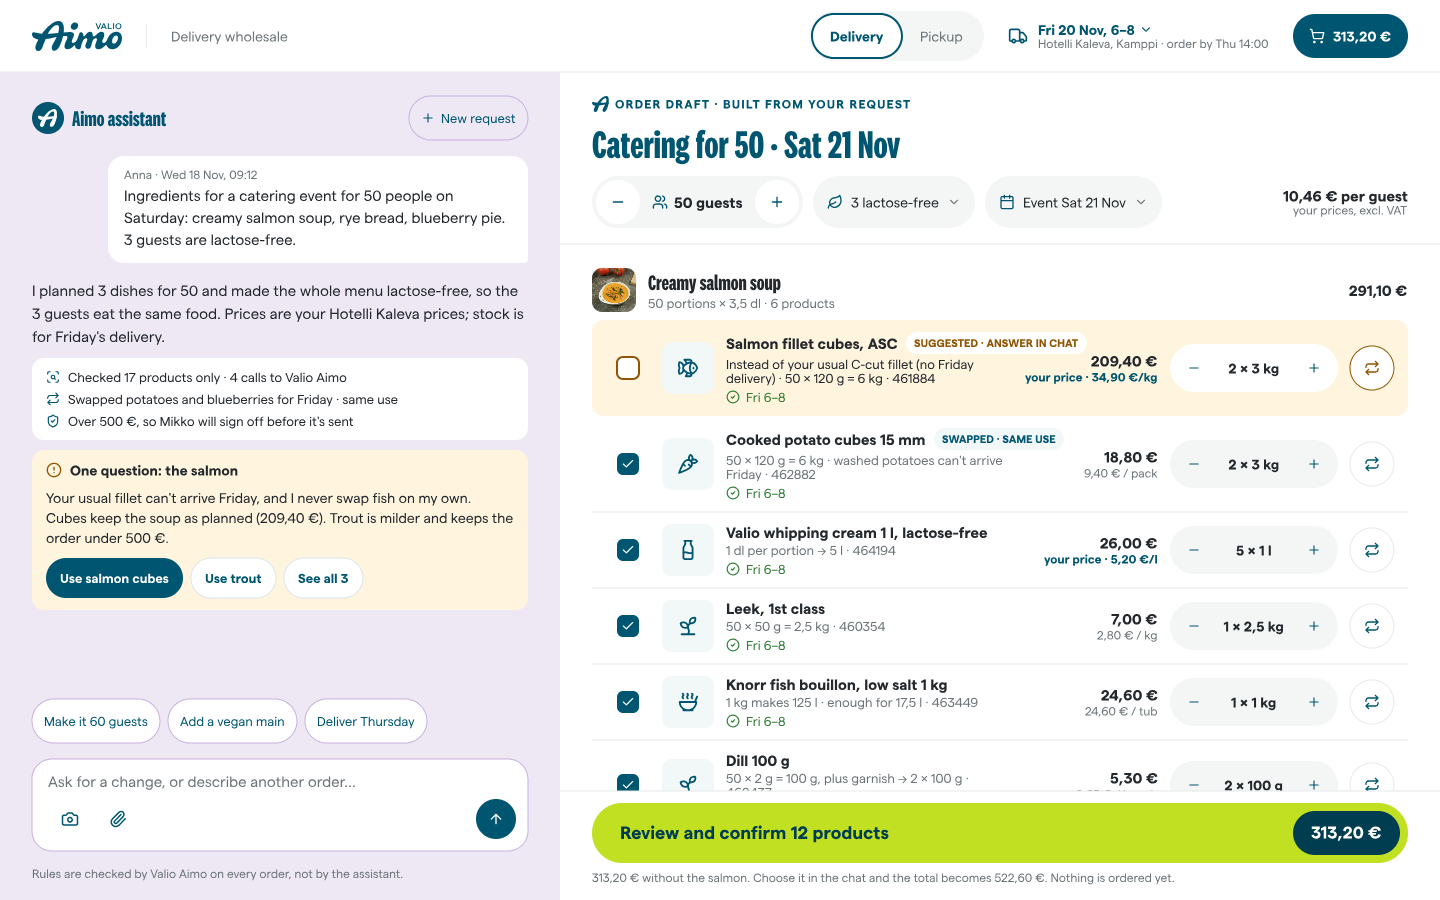 VALIO
Aimo
Delivery wholesale
Delivery
Pickup
Fri 20 Nov, 6–8
Hotelli Kaleva, Kamppi · order by Thu 14:00
313,20 €
Aimo assistant
New request
Anna · Wed 18 Nov, 09:12
Ingredients for a catering event for 50 people on
Saturday: creamy salmon soup, rye bread, blueberry pie.
3 guests are lactose-free.
I planned 3 dishes for 50 and made the whole menu lactose-free, so the
3 guests eat the same food. Prices are your Hotelli Kaleva prices; stock is
for Friday's delivery.
Checked 17 products only · 4 calls to Valio Aimo
Swapped potatoes and blueberries for Friday · same use
Over 500 €, so Mikko will sign off before it's sent
One question: the salmon
Your usual fillet can't arrive Friday, and I never swap fish on my own.
Cubes keep the soup as planned (209,40 €). Trout is milder and keeps the
order under 500 €.
Use salmon cubes
Use trout
See all 3
Make it 60 guests
Add a vegan main
Deliver Thursday
Ask for a change, or describe another order...
Rules are checked by Valio Aimo on every order, not by the assistant.
ORDER DRAFT · BUILT FROM YOUR REQUEST
Catering for 50 · Sat 21 Nov
50 guests
3 lactose-free
Event Sat 21 Nov
10,46 € per guest
your prices, excl. VAT
Creamy salmon soup
50 portions × 3,5 dl · 6 products
291,10 €
Salmon fillet cubes, ASC
SUGGESTED · ANSWER IN CHAT
Instead of your usual C-cut fillet (no Friday
delivery) · 50 × 120 g = 6 kg · 461884
Fri 6–8
209,40 €
your price · 34,90 €/kg
2 × 3 kg
Cooked potato cubes 15 mm
SWAPPED · SAME USE
50 × 120 g = 6 kg · washed potatoes can't arrive
Friday · 462882
Fri 6–8
18,80 €
9,40 € / pack
2 × 3 kg
Valio whipping cream 1 l, lactose-free
1 dl per portion → 5 l · 464194
Fri 6–8
26,00 €
your price · 5,20 €/l
5 × 1 l
Leek, 1st class
50 × 50 g = 2,5 kg · 460354
Fri 6–8
7,00 €
2,80 € / kg
1 × 2,5 kg
Knorr fish bouillon, low salt 1 kg
1 kg makes 125 l · enough for 17,5 l · 463449
Fri 6–8
24,60 €
24,60 € / tub
1 × 1 kg
Dill 100 g
50 × 2 g = 100 g, plus garnish → 2 × 100 g ·
5,30 €
2 × 100 g
Review and confirm 12 products
313,20 €
313,20 € without the salmon. Choose it in the chat and the total becomes 522,60 €. Nothing is ordered yet.